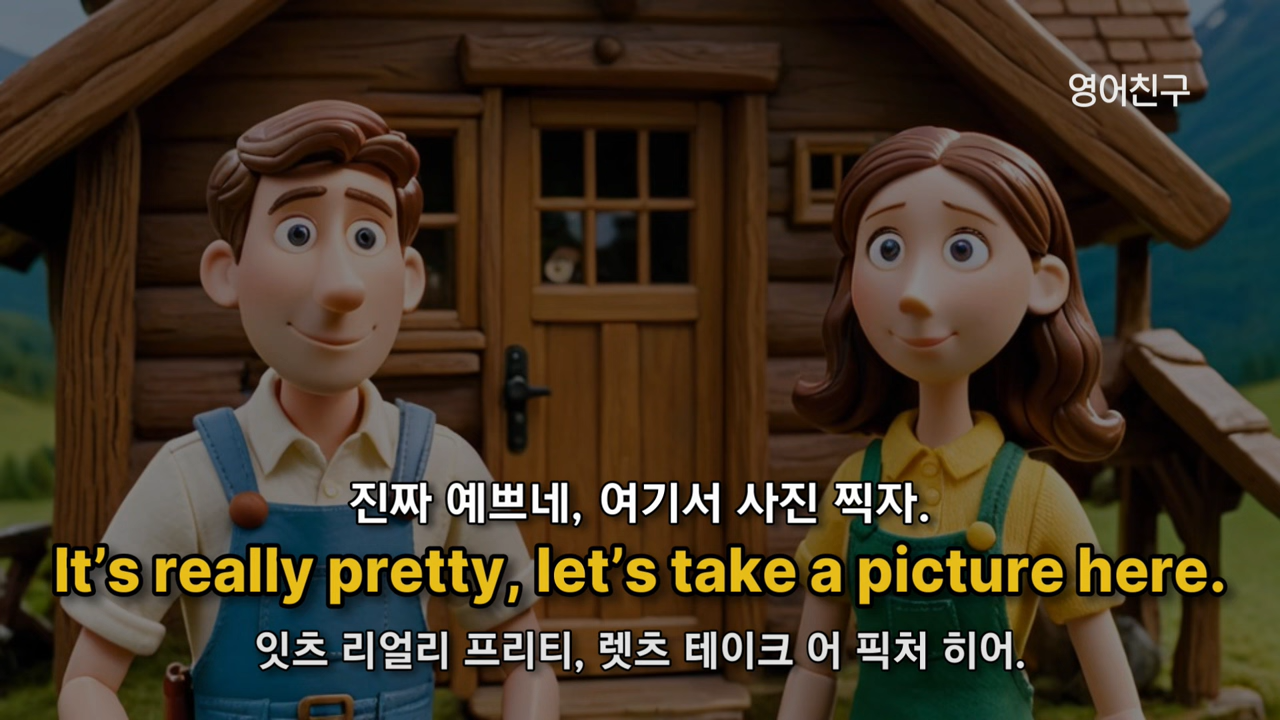 영어친구
진짜 예쁘네, 여기서 사진 찍자.
It’s really pretty, let’s take a picture here.
잇츠 리얼리 프리티, 렛츠 테이크 어 픽처 히어.